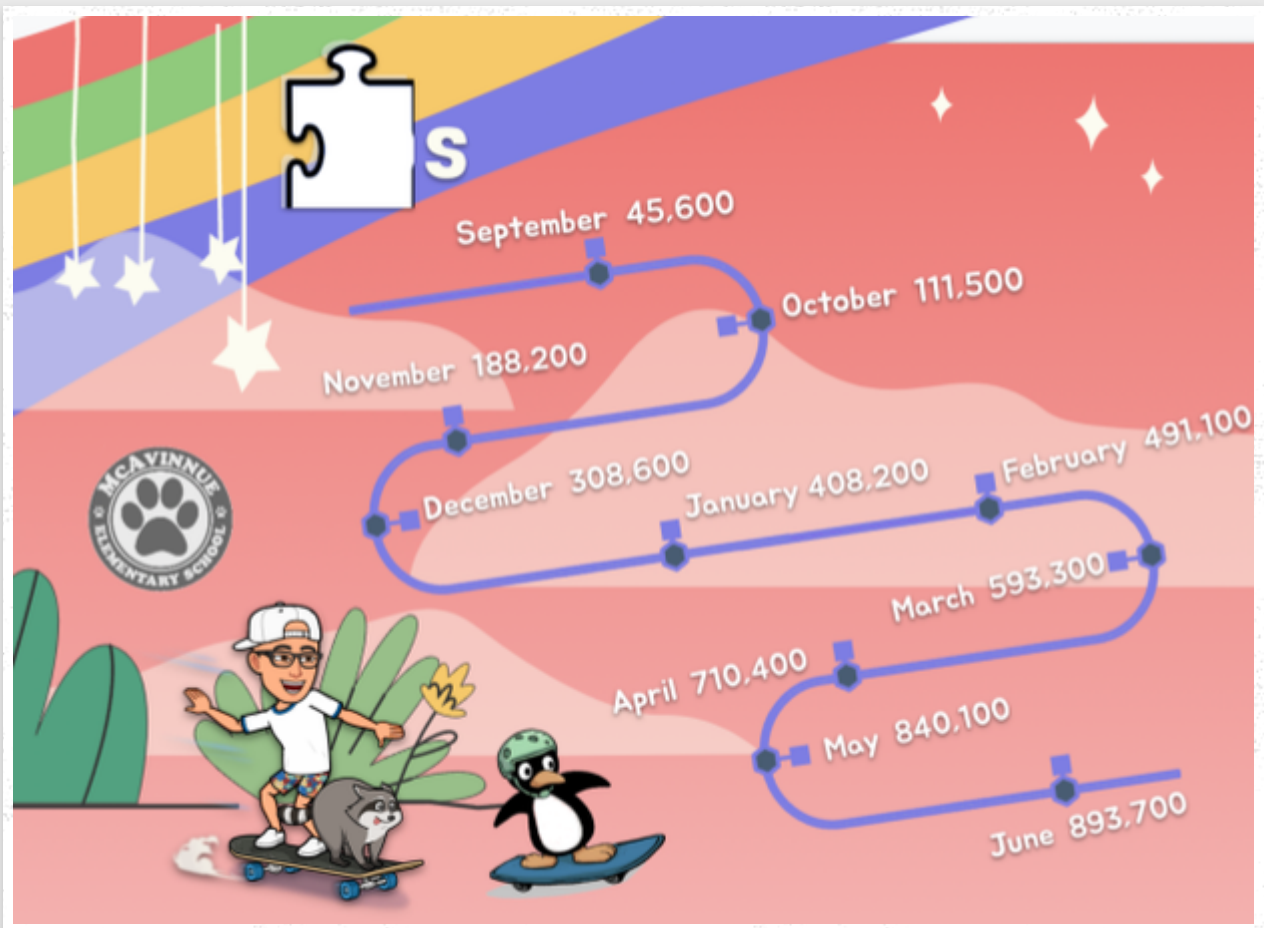 S
September 45,600
October 111,500
November 188,200
December 308,600
January 408,200
February 491,100
March 593,300
April 710,400
May 840,100
June 893,700
MCAVINNUE
ELEMENTARY SCHOOL